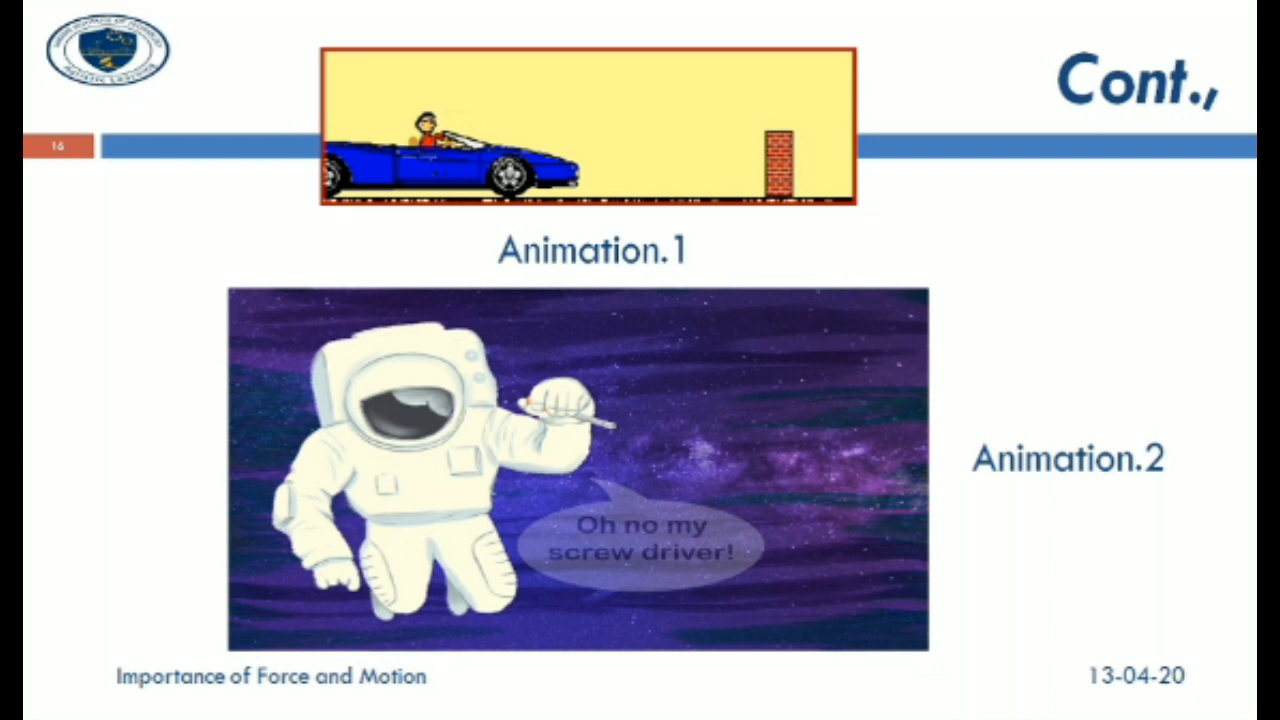 Cont.,
16
Animation.1
Oh no my
screw driver!
Animation.2
Importance of Force and Motion
13-04-20